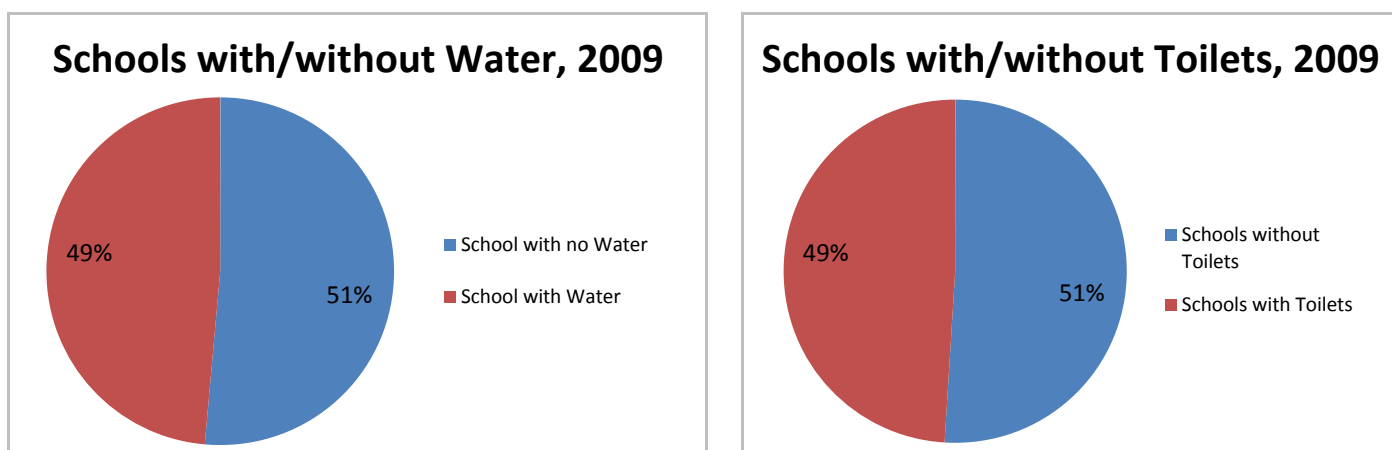 Schools with/without Water, 2009
49%
51%
School with no Water
School with Water
Schools with/without Toilets, 2009
49%
51%
Schools without
Toilets
Schools with Toilets